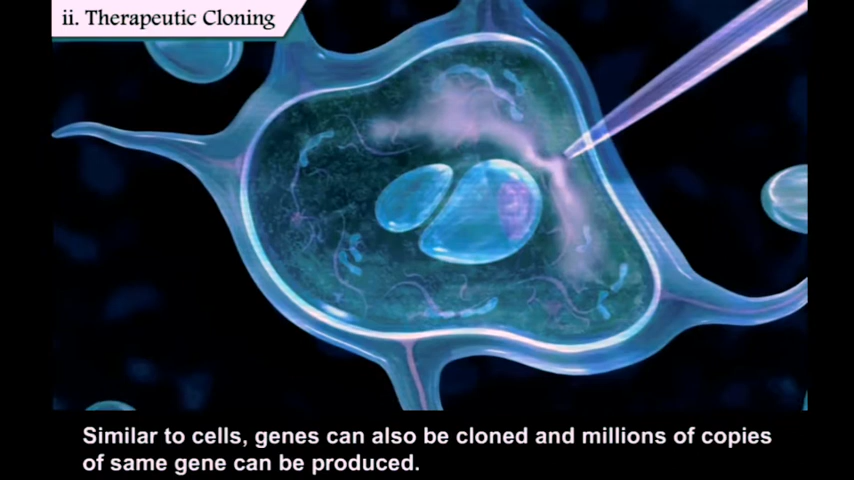 ii. Therapeutic Cloning
Similar to cells, genes can also be cloned and millions of copies
of same gene can be produced.